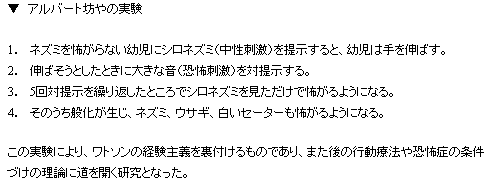 ▼ アルバート坊やの実験
1. ネズミを怖がらない幼児にシロネズミ(中性刺激)を提示すると、幼児は手を伸ばす。
2. 伸ばそうとしたときに大きな音(恐怖刺激)を対提示する。
3. 5回対提示を繰り返したところでシロネズミを見ただけで怖がるようになる。
4. そのうち般化が生じ、ネズミ、ウサギ、白いセーターも怖がるようになる。
この実験により、ワトソンの経験主義を裏付けるものであり、また後の行動療法や恐怖症の条件
づけの理論に道を開く研究となった。